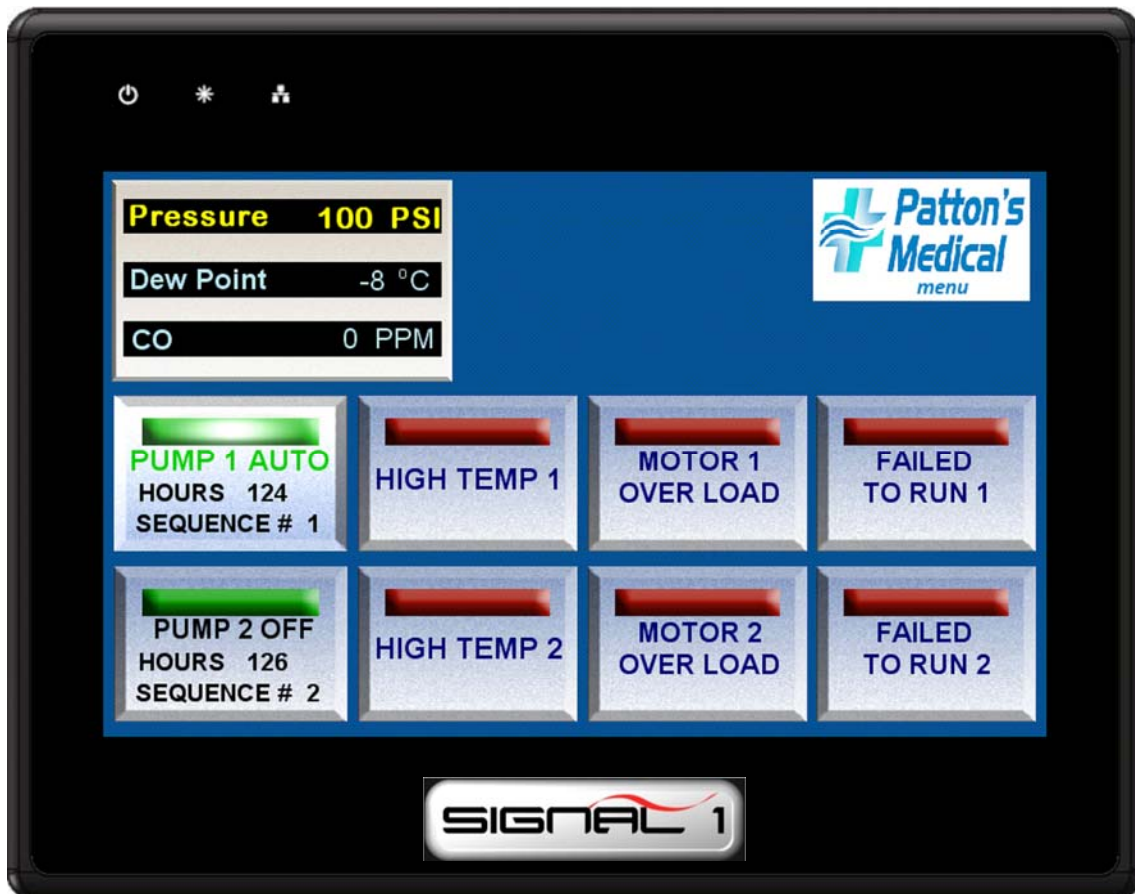 Pressure 100 PSI
Dew Point -8 °C
CO 0 PPM
Patton's
Medical
menu
PUMP 1 AUTO
HOURS 124
SEQUENCE # 1
HIGH TEMP 1
MOTOR 1
OVER LOAD
FAILED
TO RUN 1
PUMP 2 OFF
HOURS 126
SEQUENCE # 2
HIGH TEMP 2
MOTOR 2
OVER LOAD
FAILED
TO RUN 2
SIGNAL 1